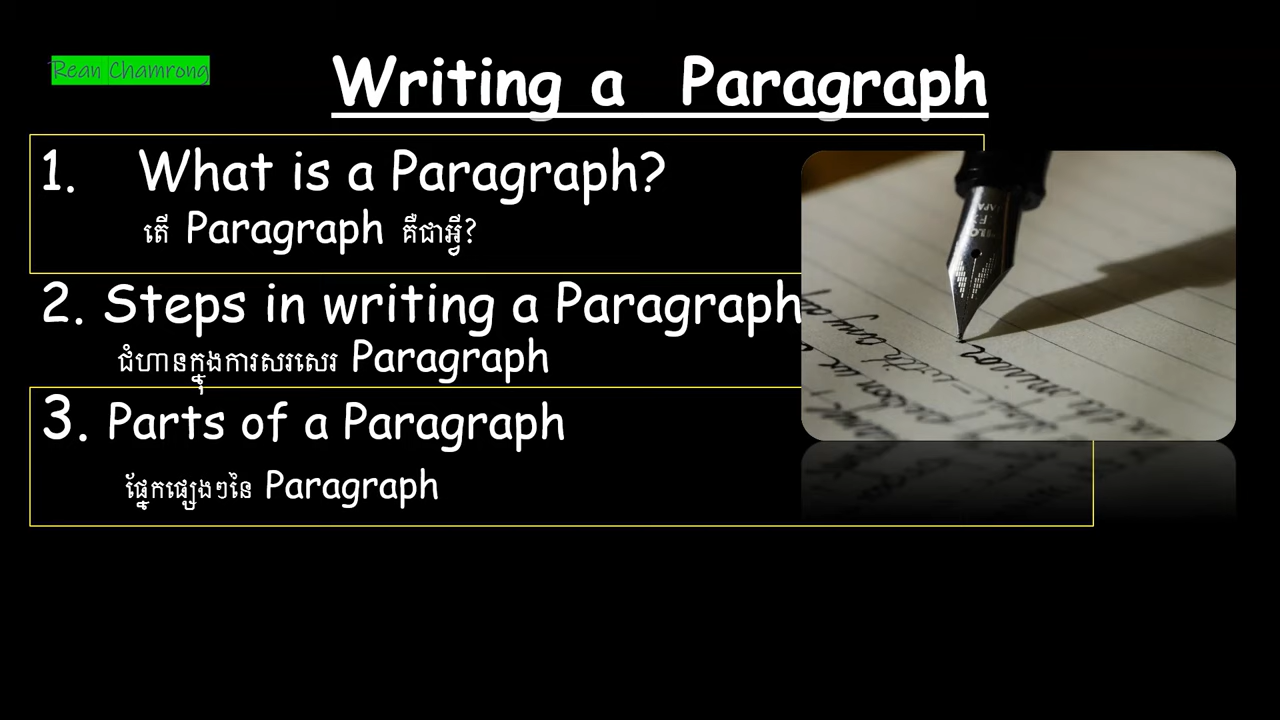 Rean Chamrong
Writing a Paragraph
1. What is a Paragraph?
តើ Paragraph គឺជាអ្វី?
2. Steps in writing a Paragraph
ជំហានក្នុងការសរសេរ Paragraph
3. Parts of a Paragraph
ផ្នែកផ្សេងៗនៃ Paragraph